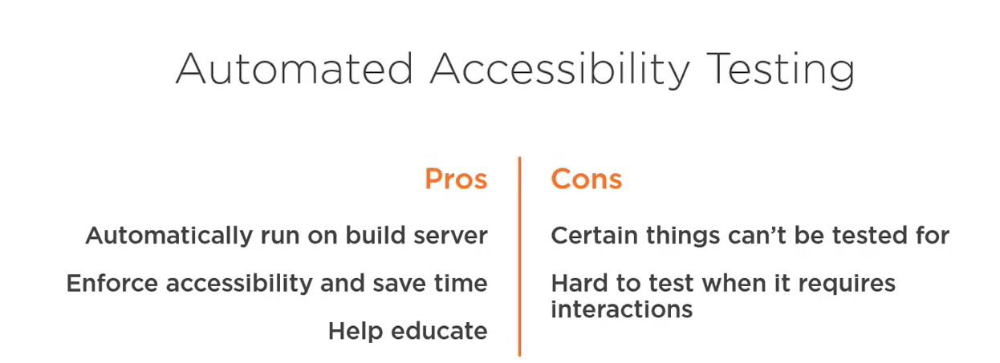 Automated Accessibility Testing
Pros
Automatically run on build server
Enforce accessibility and save time
Help educate
Cons
Certain things can’t be tested for
Hard to test when it requires
interactions